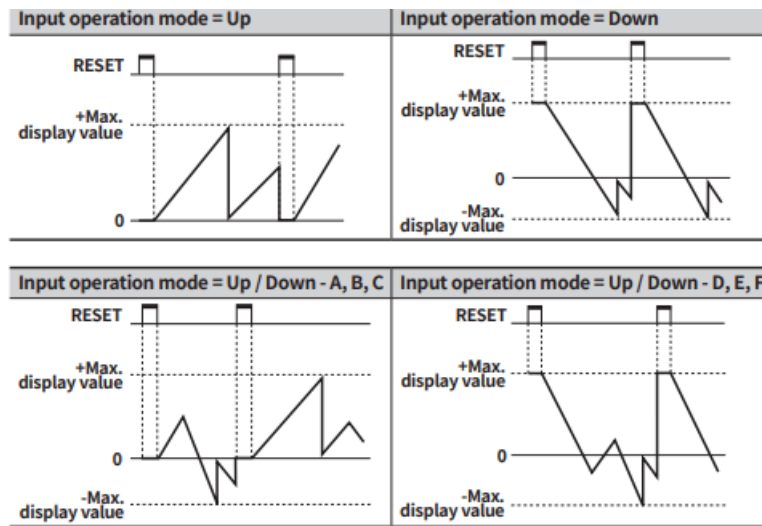 Input operation mode = Up
RESET
+Max.
display value
0
Input operation mode = Down
RESET
+Max.
display value
0
-Max.
display value
Input operation mode = Up / Down - A, B, C
RESET
+Max.
display value
0
-Max.
display value
Input operation mode = Up / Down - D, E, F
RESET
+Max.
display value
0
-Max.
display value